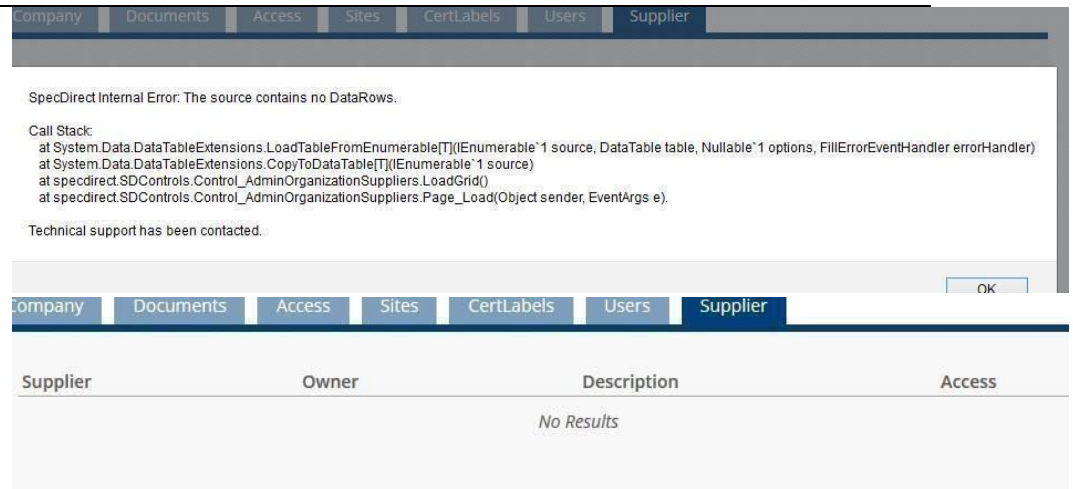 Company Documents Access Sites CertLabels Users Supplier
SpecDirect Internal Error: The source contains no DataRows.
Call Stack:
at System.Data.DataTableExtensions.LoadTableFromEnumerable[T](IEnumerable`1 source, DataTable table, Nullable`1 options, FillErrorEventHandler errorHandler)
at System.Data.DataTableExtensions.CopyToDataTable[T](IEnumerable`1 source)
at specdirect.SDControls.Control_AdminOrganizationSuppliers.LoadGrid()
at specdirect.SDControls.Control_AdminOrganizationSuppliers.Page_Load(Object sender, EventArgs e).
Technical support has been contacted.
OK
Company Documents Access Sites CertLabels Users Supplier
Supplier Owner Description Access
No Results